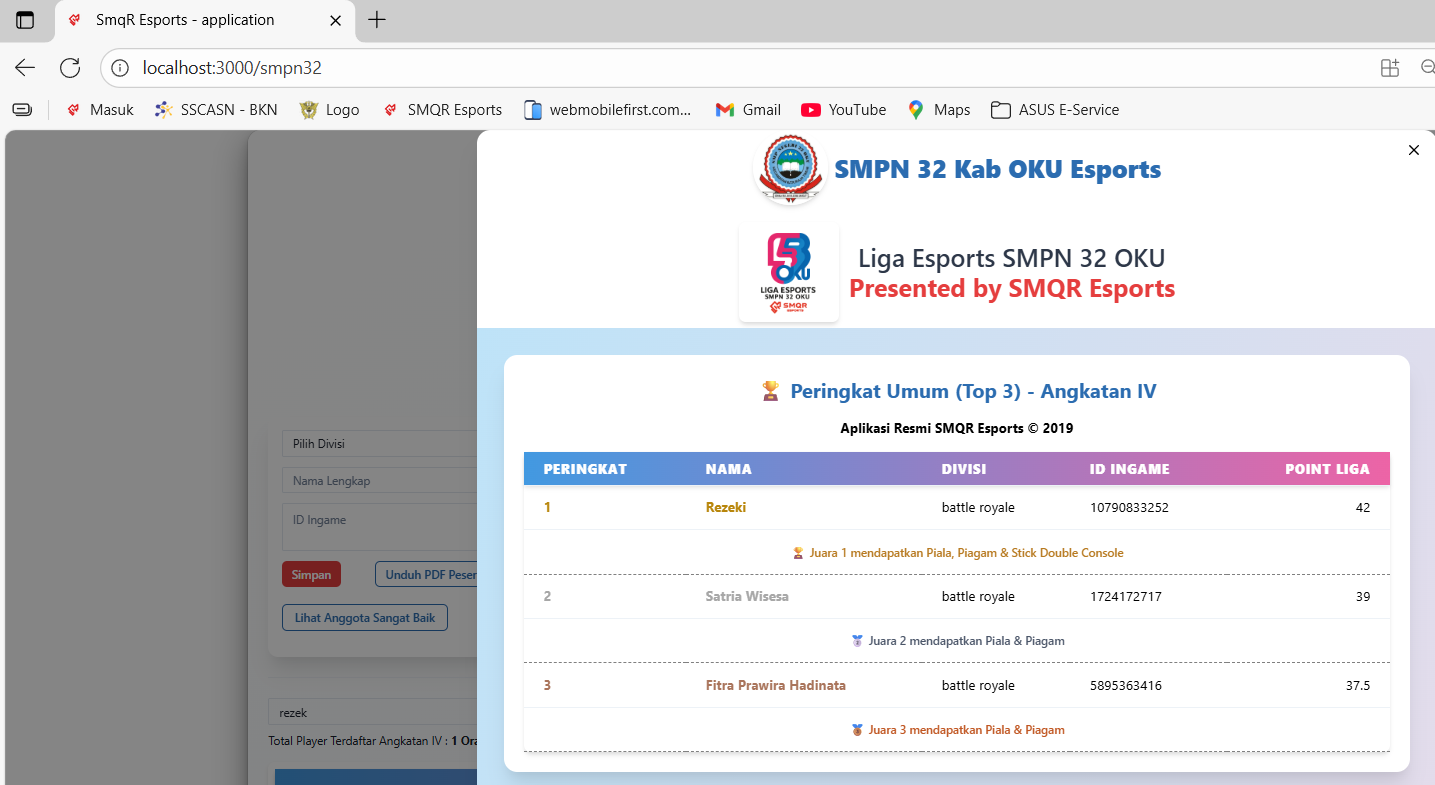 SmqR Esports - application
localhost:3000/smpn32
Masuk
SSCASN - BKN
Logo
SMQR Esports
webmobilefirst.com...
Gmail
YouTube
Maps
ASUS E-Service
SMPN 32 Kab OKU Esports
OKU
LIGA ESPORTS
SMPN 32 OKU
SMQR
ESPORTS
Liga Esports SMPN 32 OKU
Presented by SMQR Esports
Peringkat Umum (Top 3) - Angkatan IV
Aplikasi Resmi SMQR Esports © 2019
PERINGKAT NAMA DIVISI ID INGAME POINT LIGA
1 Rezeki battle royale 10790833252 42
Juara 1 mendapatkan Piala, Piagam & Stick Double Console
2 Satria Wisesa battle royale 1724172717 39
Juara 2 mendapatkan Piala & Piagam
3 Fitra Prawira Hadinata battle royale 5895363416 37.5
Juara 3 mendapatkan Piala & Piagam
Pilih Divisi
Nama Lengkap
ID Ingame
Simpan
Unduh PDF Peser
Lihat Anggota Sangat Baik
rezek
Total Player Terdaftar Angkatan IV : 1 Ora